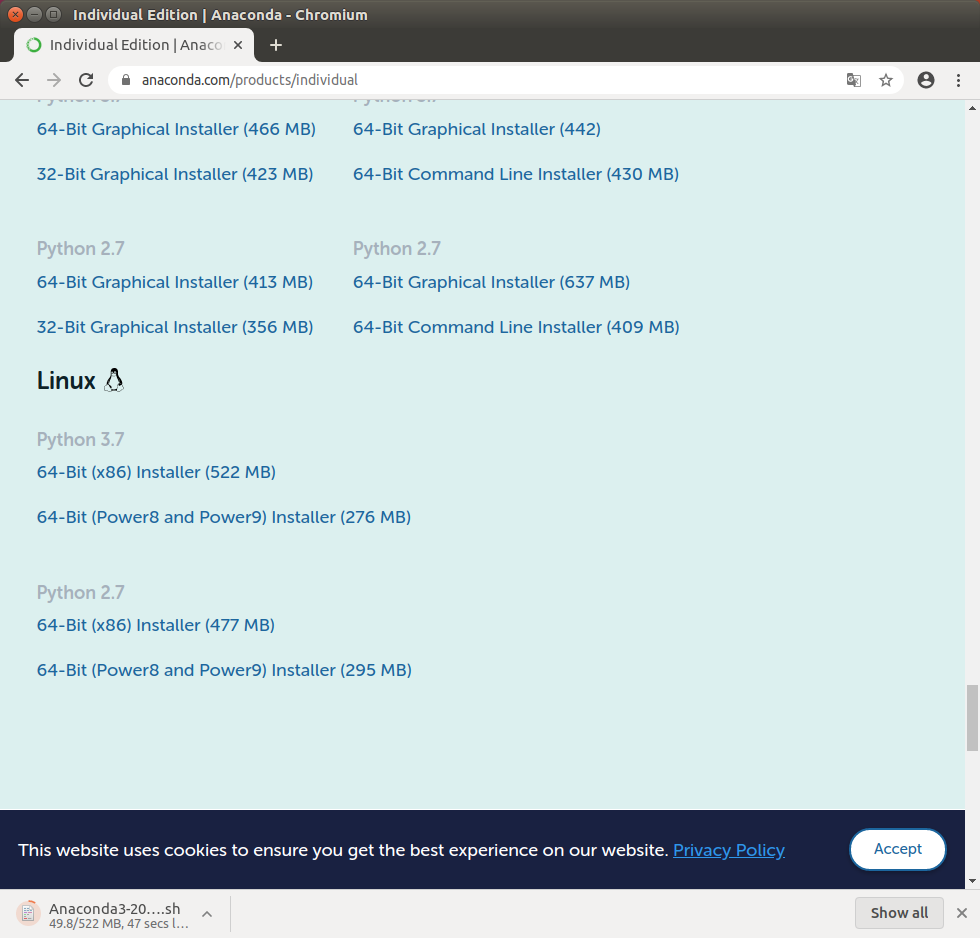 Individual Edition | Anaconda - Chromium
Individual Edition | Anaco
anaconda.com/products/individual
64-Bit Graphical Installer (466 MB)
64-Bit Graphical Installer (442)
32-Bit Graphical Installer (423 MB)
64-Bit Command Line Installer (430 MB)
Python 2.7
Python 2.7
64-Bit Graphical Installer (413 MB)
64-Bit Graphical Installer (637 MB)
32-Bit Graphical Installer (356 MB)
64-Bit Command Line Installer (409 MB)
Linux
Python 3.7
64-Bit (x86) Installer (522 MB)
64-Bit (Power8 and Power9) Installer (276 MB)
Python 2.7
64-Bit (x86) Installer (477 MB)
64-Bit (Power8 and Power9) Installer (295 MB)
This website uses cookies to ensure you get the best experience on our website. Privacy Policy
Accept
Anaconda3-20....sh
49.8/522 MB, 47 secs l...
Show all